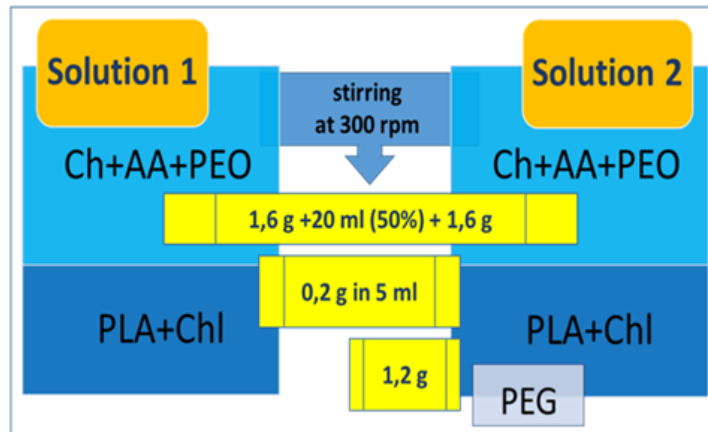 Solution 1
Solution 2
stirring
at 300 rpm
Ch+AA+PEO
Ch+AA+PEO
1,6 g +20 ml (50%) + 1,6 g
0,2 g in 5 ml
PLA+Chl
PLA+Chl
1,2 g
PEG